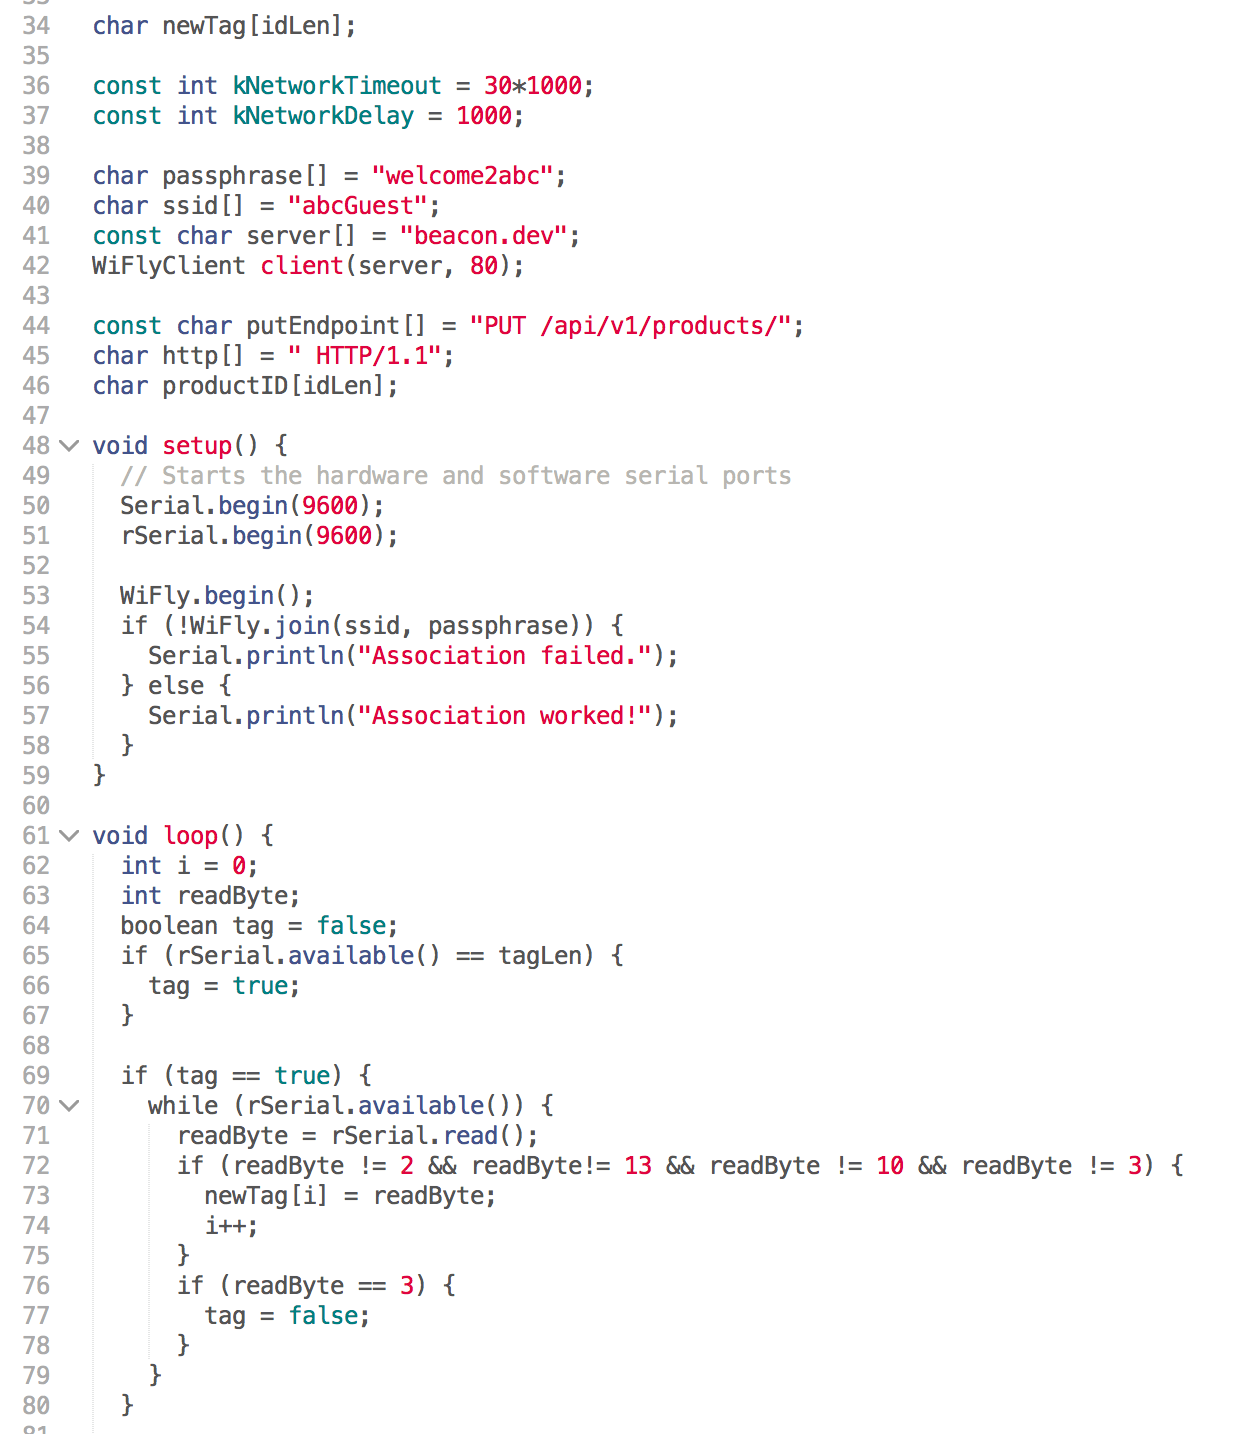 34 char newTag[idLen];
35
36 const int kNetworkTimeout = 30*1000;
37 const int kNetworkDelay = 1000;
38
39 char passphrase[] = "welcome2abc";
40 char ssid[] = "abcGuest";
41 const char server[] = "beacon.dev";
42 WiFlyClient client(server, 80);
43
44 const char putEndpoint[] = "PUT /api/v1/products/";
45 char http[] = " HTTP/1.1";
46 char productID[idLen];
47
48 void setup() {
49   // Starts the hardware and software serial ports
50   Serial.begin(9600);
51   rSerial.begin(9600);
52
53   WiFly.begin();
54   if (!WiFly.join(ssid, passphrase)) {
55     Serial.println("Association failed.");
56   } else {
57     Serial.println("Association worked!");
58   }
59 }
60
61 void loop() {
62   int i = 0;
63   int readByte;
64   boolean tag = false;
65   if (rSerial.available() == tagLen) {
66     tag = true;
67   }
68
69   if (tag == true) {
70     while (rSerial.available()) {
71       readByte = rSerial.read();
72       if (readByte != 2 && readByte!= 13 && readByte != 10 && readByte != 3) {
73         newTag[i] = readByte;
74         i++;
75       }
76       if (readByte == 3) {
77         tag = false;
78       }
79     }
80   }